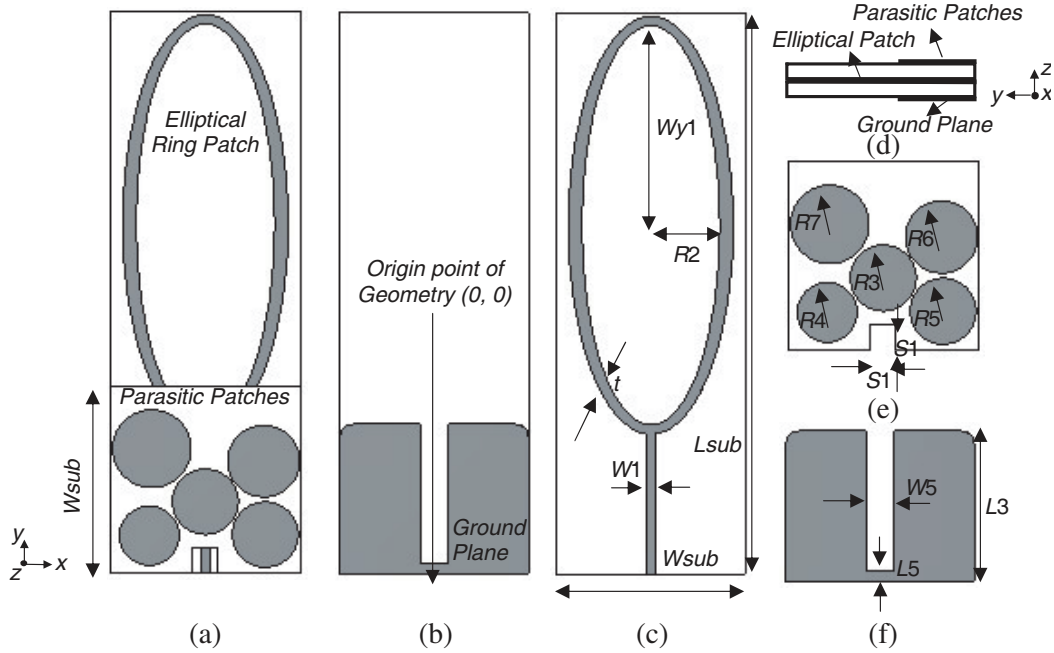 Elliptical
Ring Patch
Parasitic Patches
Wsub
y
z
x
(a)
Origin point of
Geometry (0, 0)
Ground
Plane
(b)
Wy1
R2
t
Lsub
W1
Wsub
(c)
Parasitic Patches
Elliptical Patch
z
y
x
Ground Plane
(d)
R7
R6
R3
R4
R5
S1
S1
(e)
W5
L3
L5
(f)